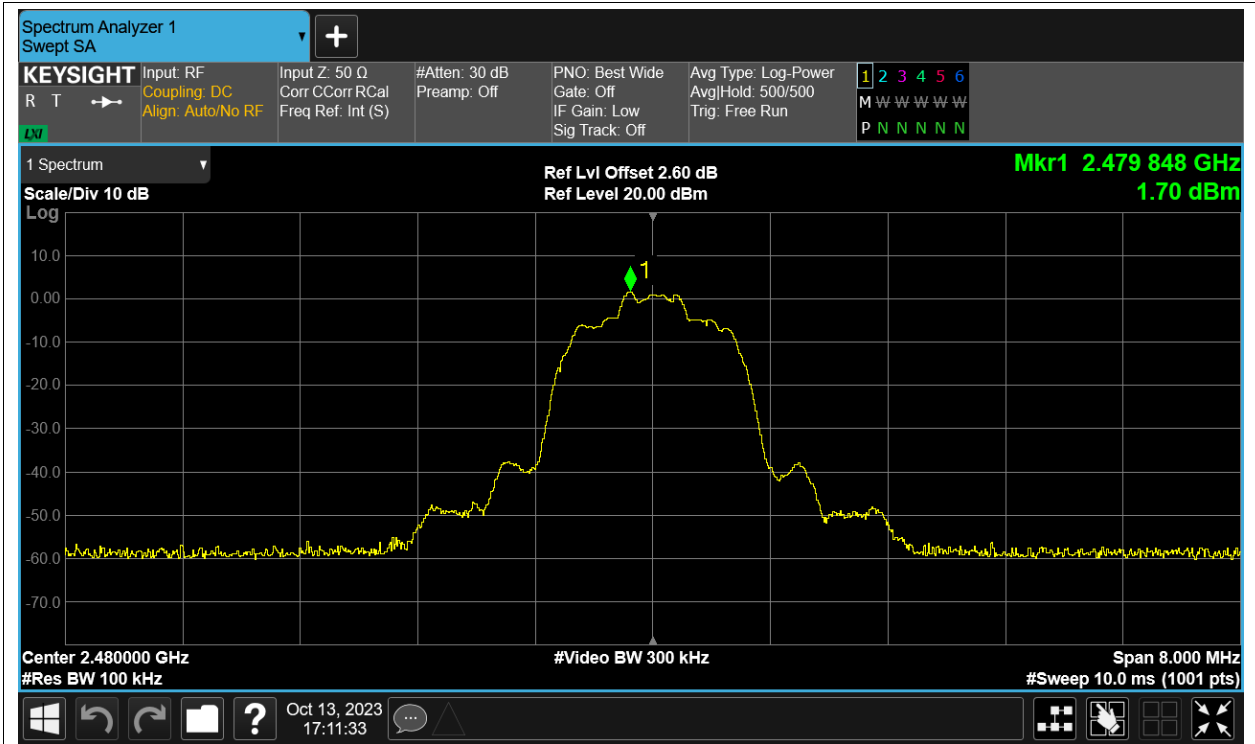 Spectrum Analyzer 1
Swept SA
+
KEYSIGHT
R T
LXI
Input: RF
Coupling: DC
Align: Auto/No RF
Input Z: 50 Ω
Corr CCorr RCal
Freq Ref: Int (S)
#Atten: 30 dB
Preamp: Off
PNO: Best Wide
Gate: Off
IF Gain: Low
Sig Track: Off
Avg Type: Log-Power
Avg|Hold: 500/500
Trig: Free Run
1 2 3 4 5 6
M W W W W W
P N N N N N
1 Spectrum
Scale/Div 10 dB
Log
Ref Lvl Offset 2.60 dB
Ref Level 20.00 dBm
Mkr1 2.479 848 GHz
1.70 dBm
1
10.0
0.00
-10.0
-20.0
-30.0
-40.0
-50.0
-60.0
-70.0
Center 2.480000 GHz
#Res BW 100 kHz
#Video BW 300 kHz
Span 8.000 MHz
#Sweep 10.0 ms (1001 pts)
?
Oct 13, 2023
17:11:33